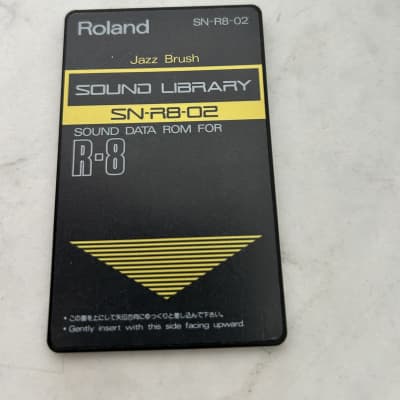 Roland SN-R8-02
Jazz Brush
SOUND LIBRARY
SN-R8-02
SOUND DATA ROM FOR
R-8
• この面を上にして矢印方向にゆっくりと差し込んで下さい。
• Gently insert with this side facing upward.